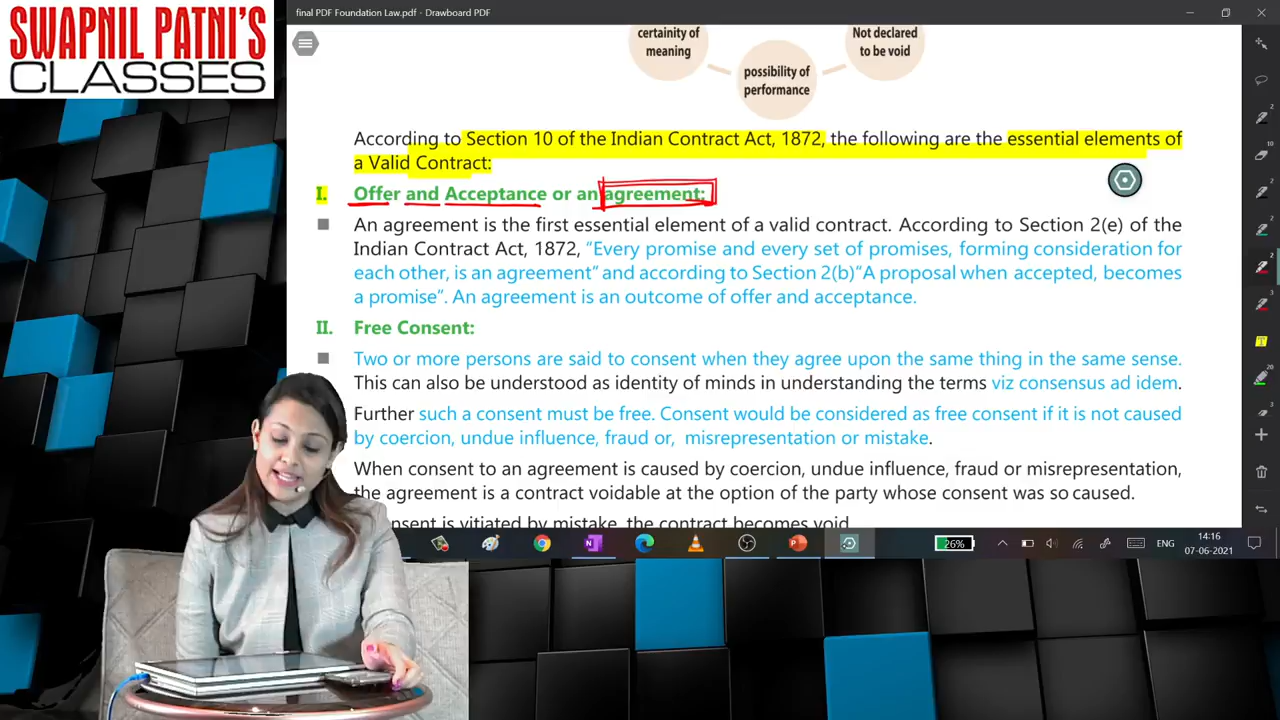 SWAPNIL PATNI'S
CLASSES
final PDF Foundation Law.pdf - Drawboard PDF
certainity of
meaning
Not declared
to be void
possibility of
performance
According to Section 10 of the Indian Contract Act, 1872, the following are the essential elements of
a Valid Contract:
I. Offer and Acceptance or an agreement:
■ An agreement is the first essential element of a valid contract. According to Section 2(e) of the
Indian Contract Act, 1872, "Every promise and every set of promises, forming consideration for
each other, is an agreement" and according to Section 2(b)"A proposal when accepted, becomes
a promise". An agreement is an outcome of offer and acceptance.
II. Free Consent:
■ Two or more persons are said to consent when they agree upon the same thing in the same sense.
This can also be understood as identity of minds in understanding the terms viz consensus ad idem.
Further such a consent must be free. Consent would be considered as free consent if it is not caused
by coercion, undue influence, fraud or, misrepresentation or mistake.
When consent to an agreement is caused by coercion, undue influence, fraud or misrepresentation,
the agreement is a contract voidable at the option of the party whose consent was so caused.
onsent is vitiated by mistake, the contract becomes void
26%
ENG
14:16
07-06-2021